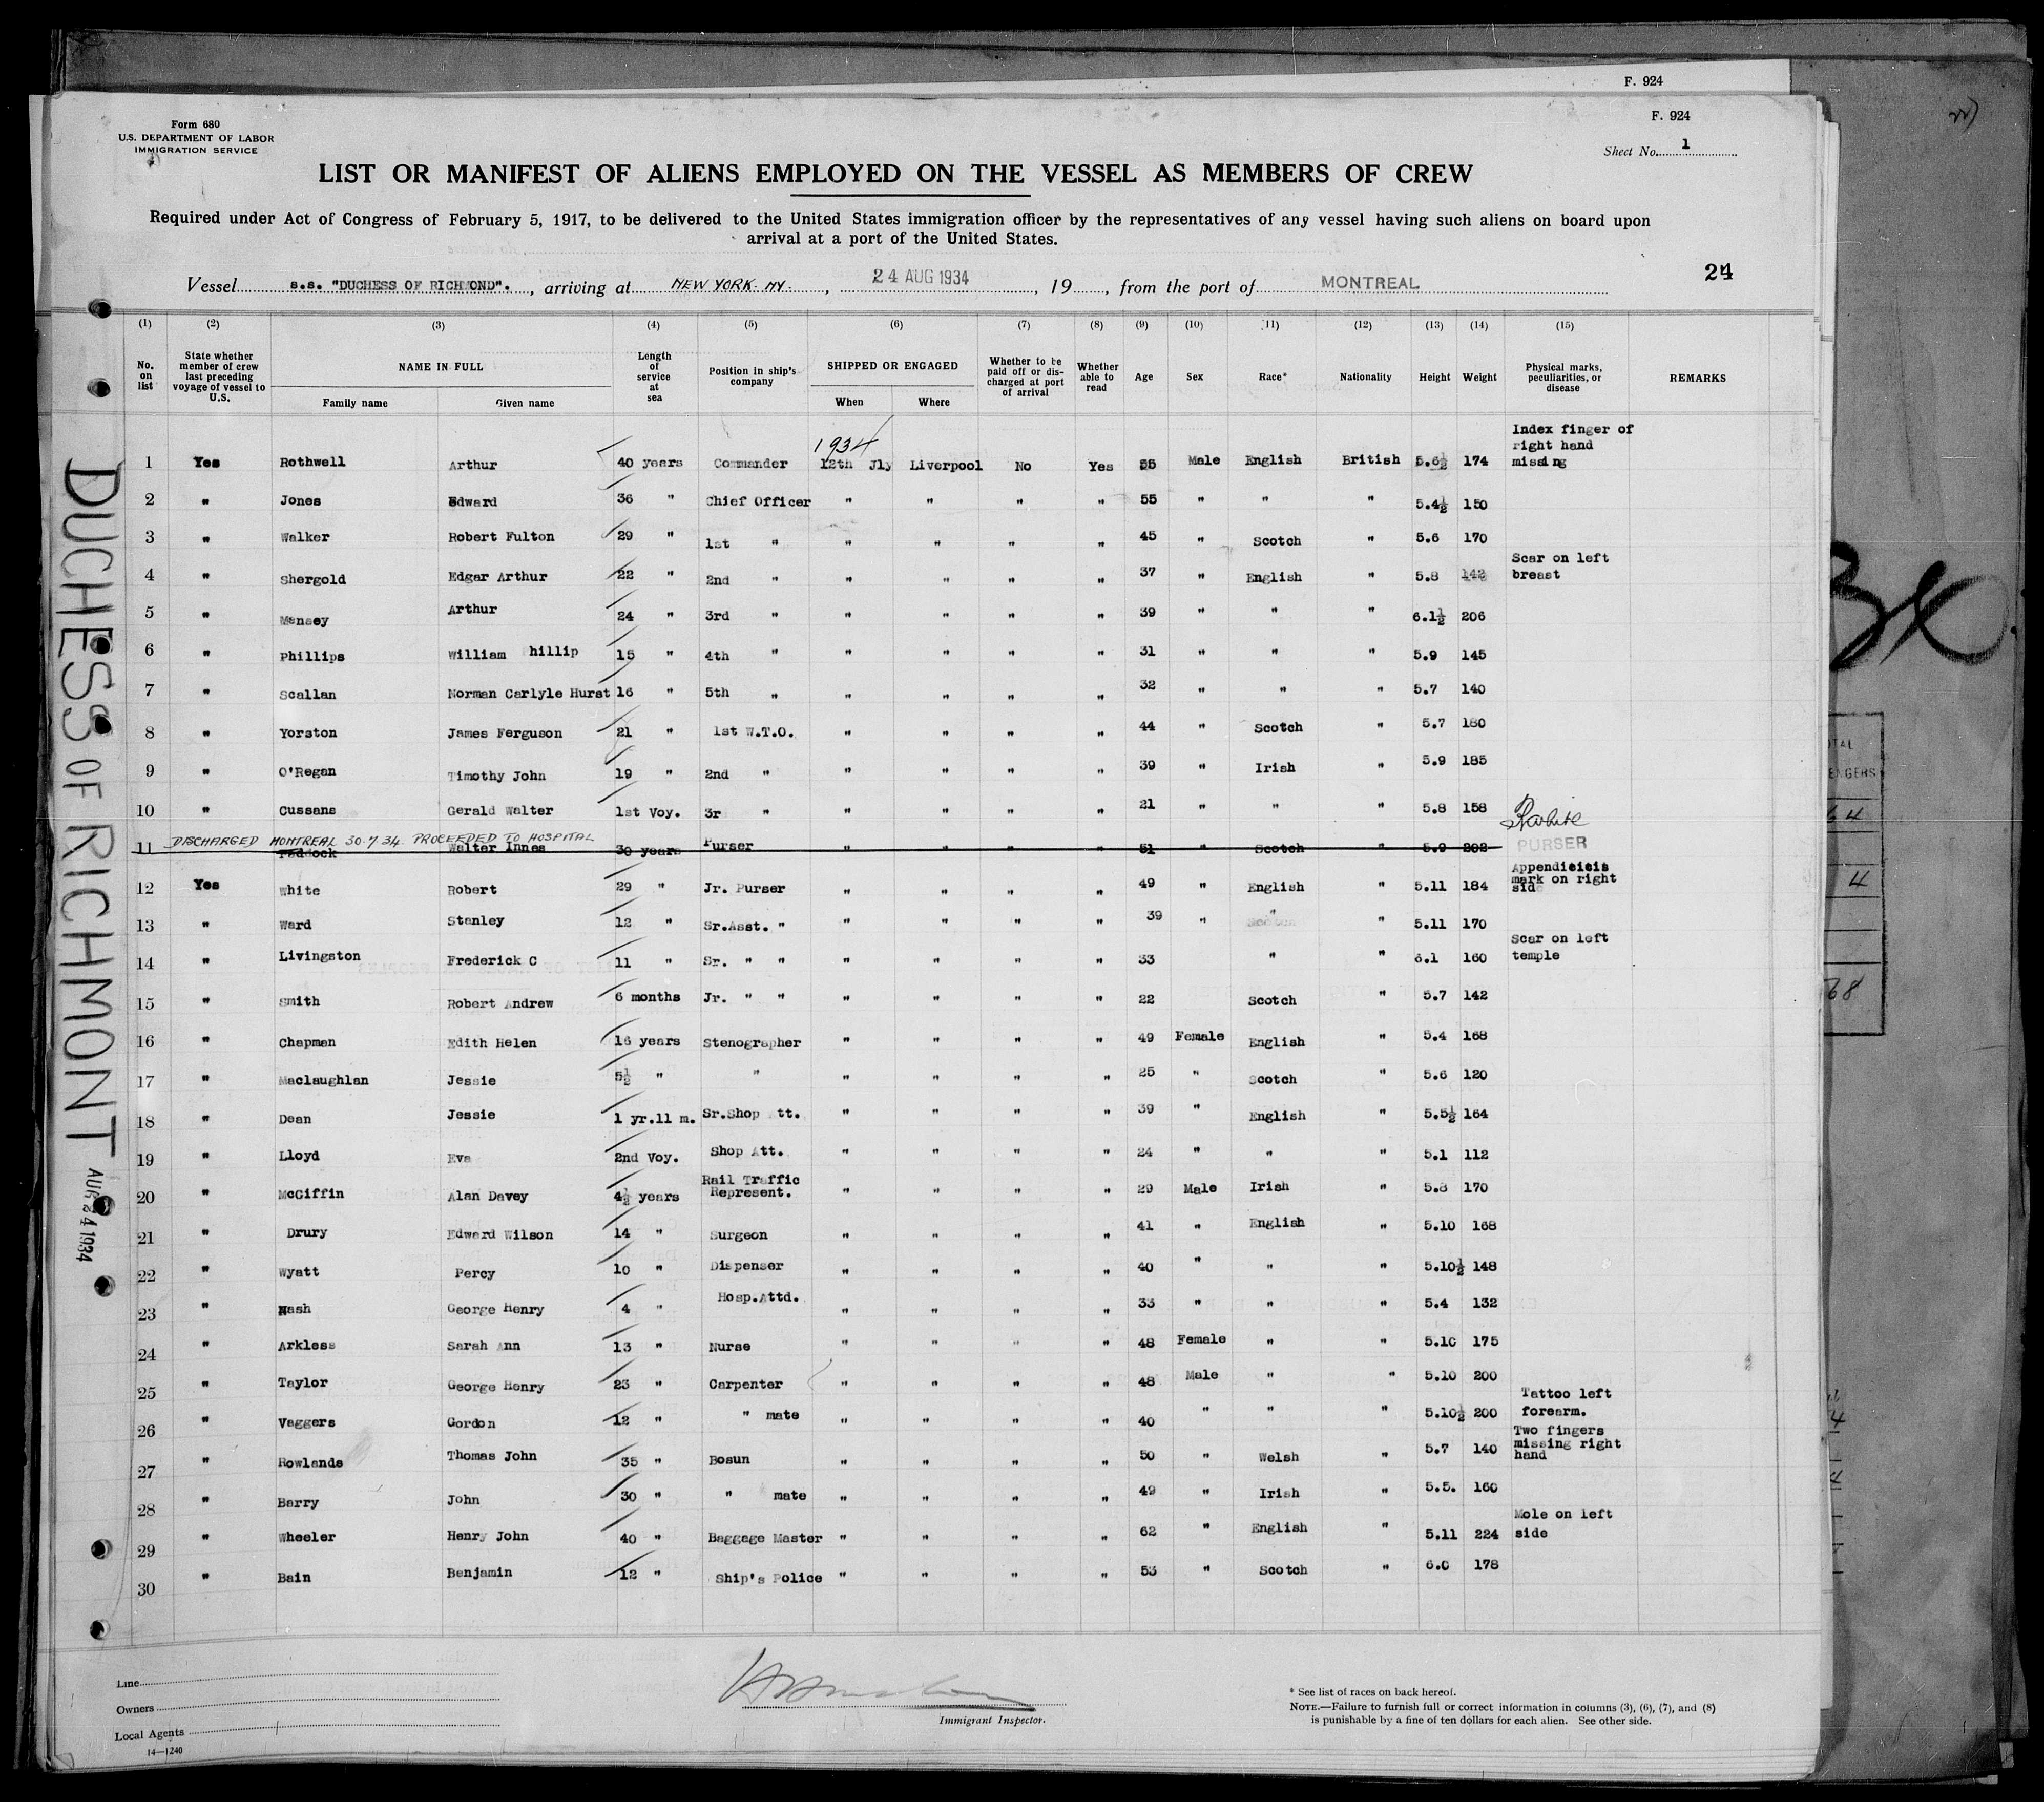 F. 924
F. 924
Form 680
U.S. DEPARTMENT OF LABOR
IMMIGRATION SERVICE
Sheet No. 1
LIST OR MANIFEST OF ALIENS EMPLOYED ON THE VESSEL AS MEMBERS OF CREW
Required under Act of Congress of February 5, 1917, to be delivered to the United States immigration officer by the representatives of any vessel having such aliens on board upon
arrival at a port of the United States.
24
Vessel s.s. "DUCHESS OF RICHMOND". , arriving at NEW YORK NY. , 24 AUG 1934 , 19 , from the port of MONTREAL
(1) (2) (3) (4) (5) (6) (7) (8) (9) (10) (11) (12) (13) (14) (15)
No. on list | State whether member of crew last preceding voyage of vessel to U.S. | NAME IN FULL Family name Given name | Length of service at sea | Position in ship's company | SHIPPED OR ENGAGED When Where | Whether to be paid off or discharged at port of arrival | Whether able to read | Age | Sex | Race* | Nationality | Height | Weight | Physical marks, peculiarities, or disease | REMARKS
1934
1 Yes Rothwell Arthur 40 years Commander 12th Jly Liverpool No Yes 55 Male English British 5.6½ 174 Index finger of right hand missing
2 " Jones Edward 36 " Chief Officer " " " " 55 " " " 5.4½ 150
3 " Walker Robert Fulton 29 " 1st " " " " " 45 " Scotch " 5.6 170
4 " Shergold Edgar Arthur 22 " 2nd " " " " " 37 " English " 5.8 142 Scar on left breast
5 " Mansey Arthur 24 " 3rd " " " " " 39 " " " 6.1½ 206
6 " Phillips William hillip 15 " 4th " " " " " 31 " " " 5.9 145
7 " Scallan Norman Carlyle Hurst 16 " 5th " " " " " 32 " " " 5.7 140
8 " Yorston James Ferguson 21 " 1st W.T.O. " " " " 44 " Scotch " 5.7 180
9 " O'Regan Timothy John 19 " 2nd " " " " " 39 " Irish " 5.9 185
10 " Cussans Gerald Walter 1st Voy. 3r " " " " " 21 " " " 5.8 158
DISCHARGED MONTREAL 30.7.34. PROCEEDED TO HOSPITAL
11 Paddock Walter Innes 30 years Purser " " " " 51 " Scotch " 5.9 202 RWhite PURSER
12 Yes White Robert 29 " Jr. Purser " " " " 49 " English " 5.11 184 Appendicitis mark on right side
13 " Ward Stanley 12 " Sr.Asst. " " " " " 39 " " " 5.11 170
14 " Livingston Frederick C 11 " Sr. " " " " " " 33 " " 6.1 160 Scar on left temple
15 " Smith Robert Andrew 6 months Jr. " " " " " " 22 Scotch " 5.7 142
16 " Chapman Edith Helen 16 years Stenographer " " " " 49 Female English " 5.4 168
17 " Maclaughlan Jessie 5½ " " " " " " 25 " Scotch " 5.6 120
18 " Dean Jessie 1 yr.11 m. Sr.Shop tt. " " " " 39 " English " 5.5½ 164
19 " Lloyd Eva 2nd Voy. Shop Att. " " " " 24 " " " 5.1 112
20 " McGiffin Alan Davey 4½ years Rail Traffic Represent. " " " " 29 Male Irish " 5.8 170
21 " Drury Edward Wilson 14 " Surgeon " " " " 41 " English " 5.10 168
22 " Wyatt Percy 10 " Dispenser " " " " 40 " " " 5.10½ 148
23 " Nash George Henry 4 " Hosp.Attd. " " " " 33 " " " 5.4 132
24 " Arkless Sarah Ann 13 " Nurse " " " " 48 Female " " 5.10 175
25 " Taylor George Henry 23 " Carpenter " " " " 48 Male " " 5.10 200
26 " Vaggers Gordon 12 " " mate " " " " 40 " " " 5.10½ 200 Tattoo left forearm.
27 " Rowlands Thomas John 35 " Bosun " " " " 50 " Welsh " 5.7 140 Two fingers missing right hand
28 " Barry John 30 " " mate " " " " 49 " Irish " 5.5. 160
29 " Wheeler Henry John 40 " Baggage Master " " " " 62 " English " 5.11 224 Mole on left side
30 " Bain Benjamin 12 " Ship's Police " " " " 53 " Scotch " 6.0 178
Line
Owners
Local Agents
14—1240
Immigrant Inspector.
* See list of races on back hereof.
NOTE.—Failure to furnish full or correct information in columns (3), (6), (7), and (8)
is punishable by a fine of ten dollars for each alien. See other side.
DUCHESS OF RICHMONT
AUG 24 1934